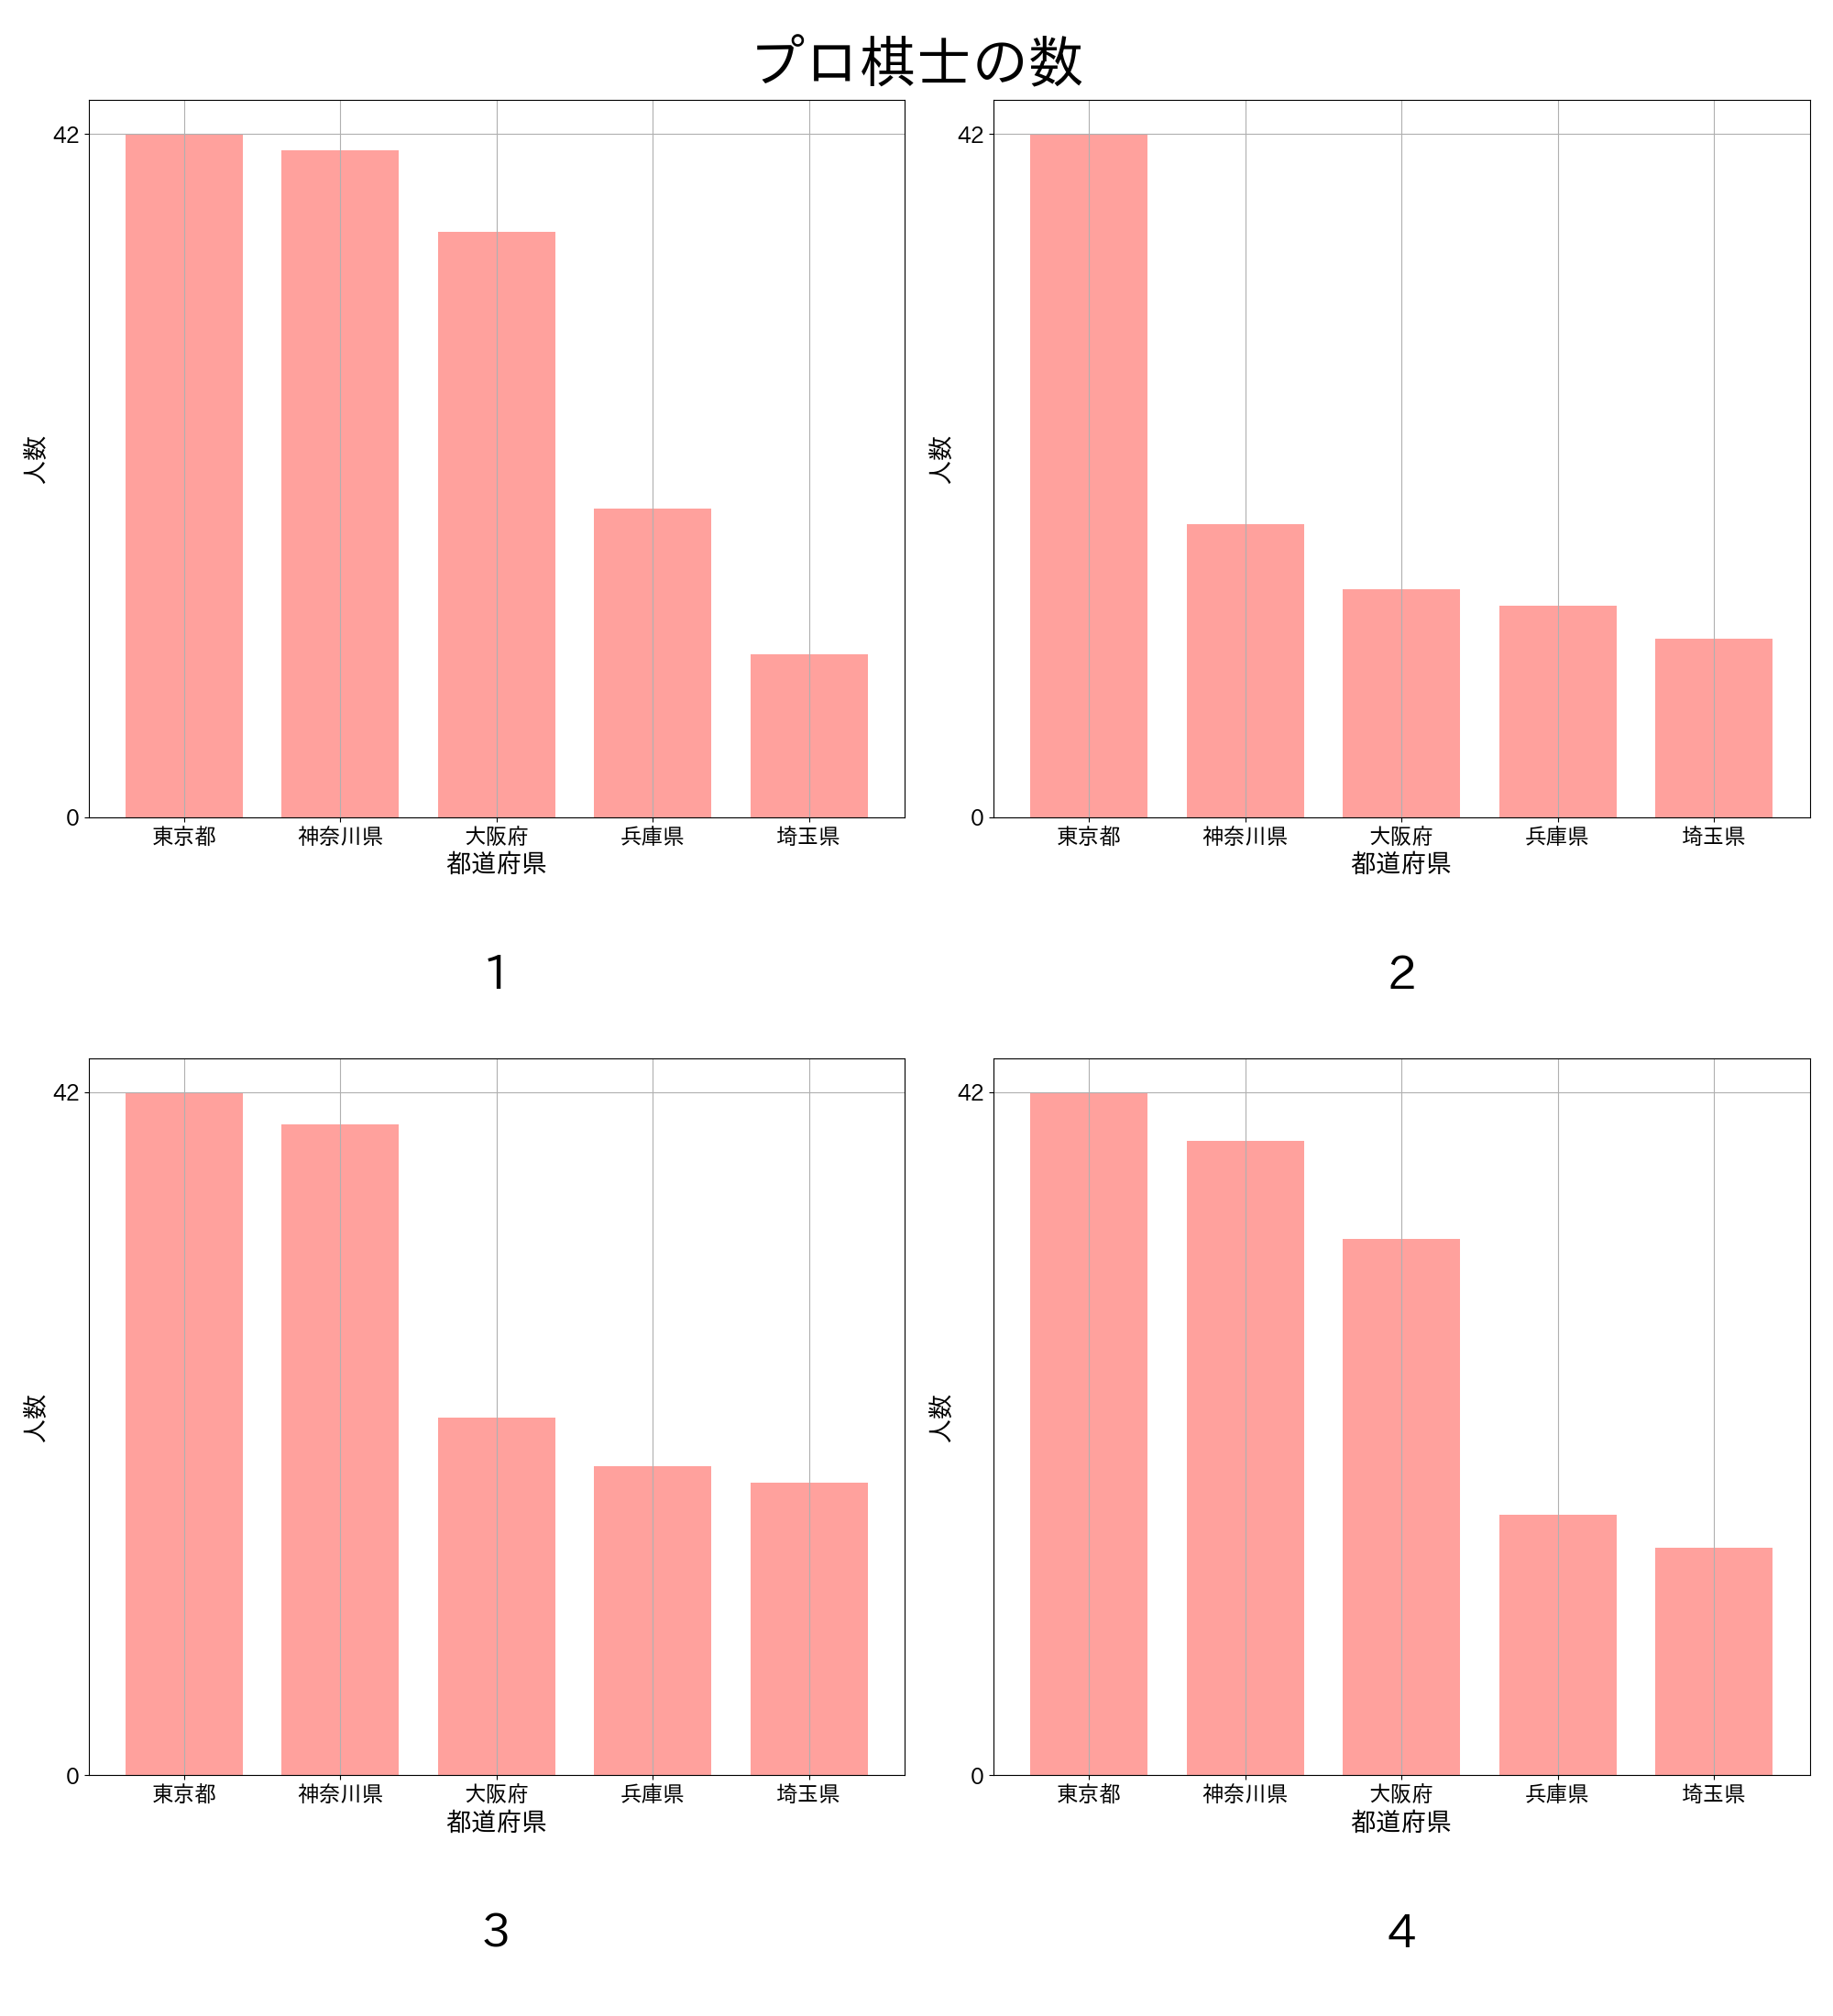 プロ棋士の数
42
0
人数
東京都 神奈川県 大阪府 兵庫県 埼玉県
都道府県
1
42
0
人数
東京都 神奈川県 大阪府 兵庫県 埼玉県
都道府県
2
42
0
人数
東京都 神奈川県 大阪府 兵庫県 埼玉県
都道府県
3
42
0
人数
東京都 神奈川県 大阪府 兵庫県 埼玉県
都道府県
4